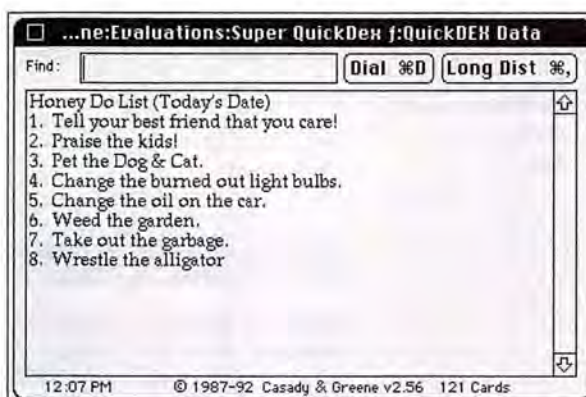 ...ne:Evaluations:Super QuickDex ƒ:QuickDEX Data
Find:
Dial ⌘D
Long Dist ⌘,
Honey Do List (Today's Date)
1. Tell your best friend that you care!
2. Praise the kids!
3. Pet the Dog & Cat.
4. Change the burned out light bulbs.
5. Change the oil on the car.
6. Weed the garden.
7. Take out the garbage.
8. Wrestle the alligator
12:07 PM © 1987-92 Casady & Greene v2.56 121 Cards